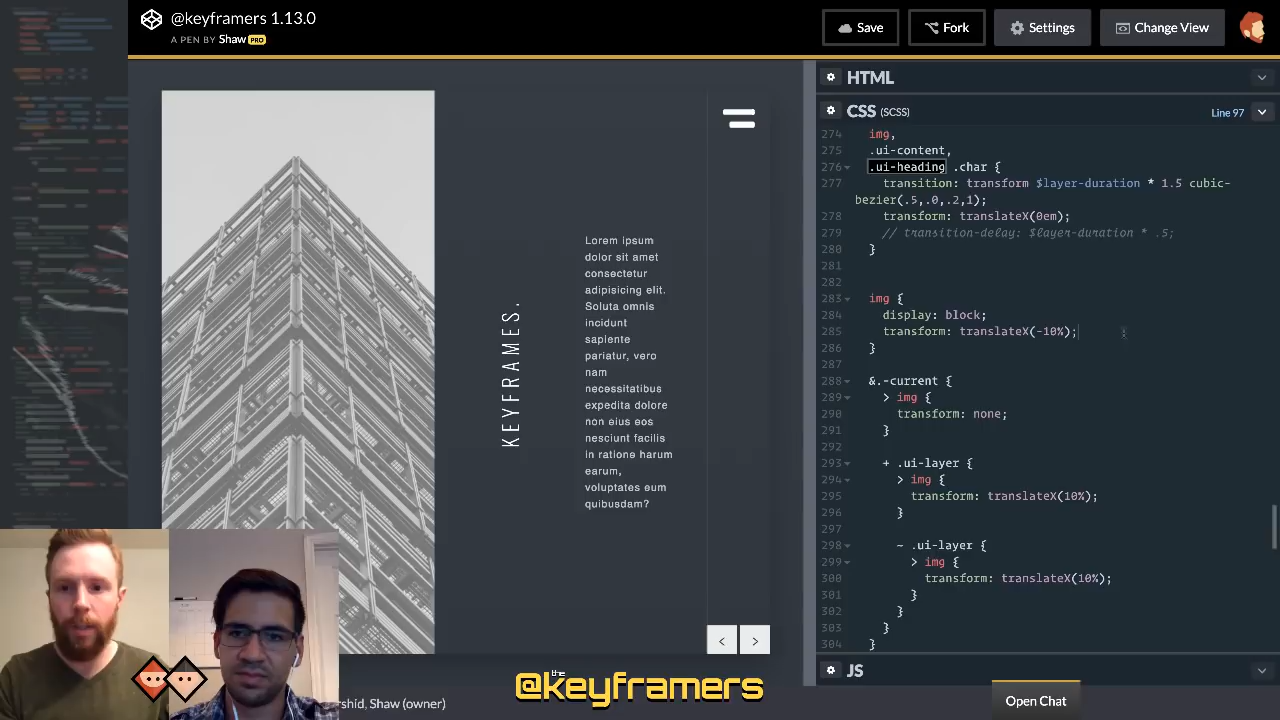 @keyframers 1.13.0
A PEN BY Shaw PRO
Save
Fork
Settings
Change View
KEYFRAMES.
Lorem ipsum
dolor sit amet
consectetur
adipisicing elit.
Soluta omnis
incidunt
sapiente
pariatur, vero
nam
necessitatibus
expedita dolore
non eius eos
nesciunt facilis
in ratione harum
earum,
voluptates eum
quibusdam?
<
>
HTML
CSS (SCSS)
Line 97
274 img,
275 .ui-content,
276 .ui-heading .char {
277 transition: transform $layer-duration * 1.5 cubic-
bezier(.5,.0,.2,1);
278 transform: translateX(0em);
279 // transition-delay: $layer-duration * .5;
280 }
281
282
283 img {
284 display: block;
285 transform: translateX(-10%);
286 }
287
288 &.-current {
289 > img {
290 transform: none;
291 }
292
293 + .ui-layer {
294 > img {
295 transform: translateX(10%);
296 }
297
298 ~ .ui-layer {
299 > img {
300 transform: translateX(10%);
301 }
302 }
303 }
304 }
JS
rshid, Shaw (owner)
the
@keyframers
Open Chat